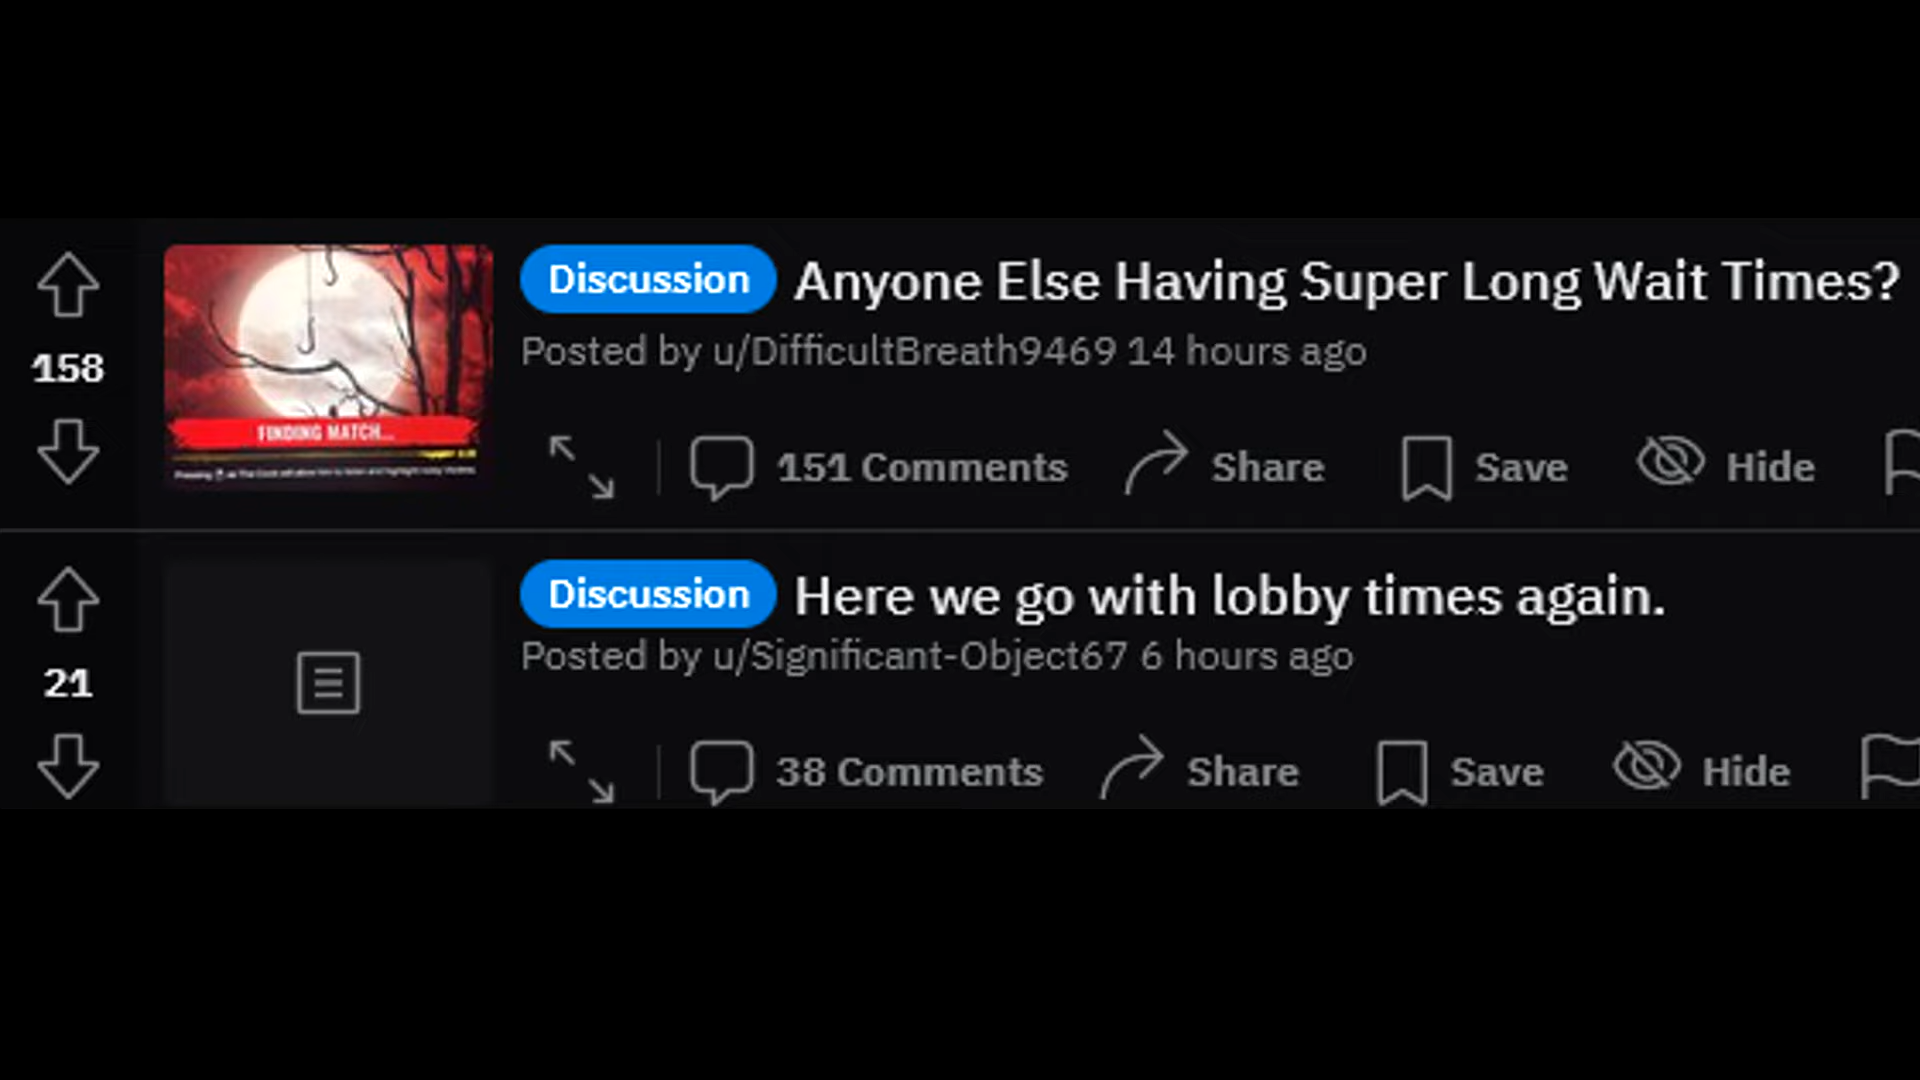 158
FINDING MATCH...
Discussion Anyone Else Having Super Long Wait Times?
Posted by u/DifficultBreath9469 14 hours ago
151 Comments Share Save Hide
21
Discussion Here we go with lobby times again.
Posted by u/Significant-Object67 6 hours ago
38 Comments Share Save Hide